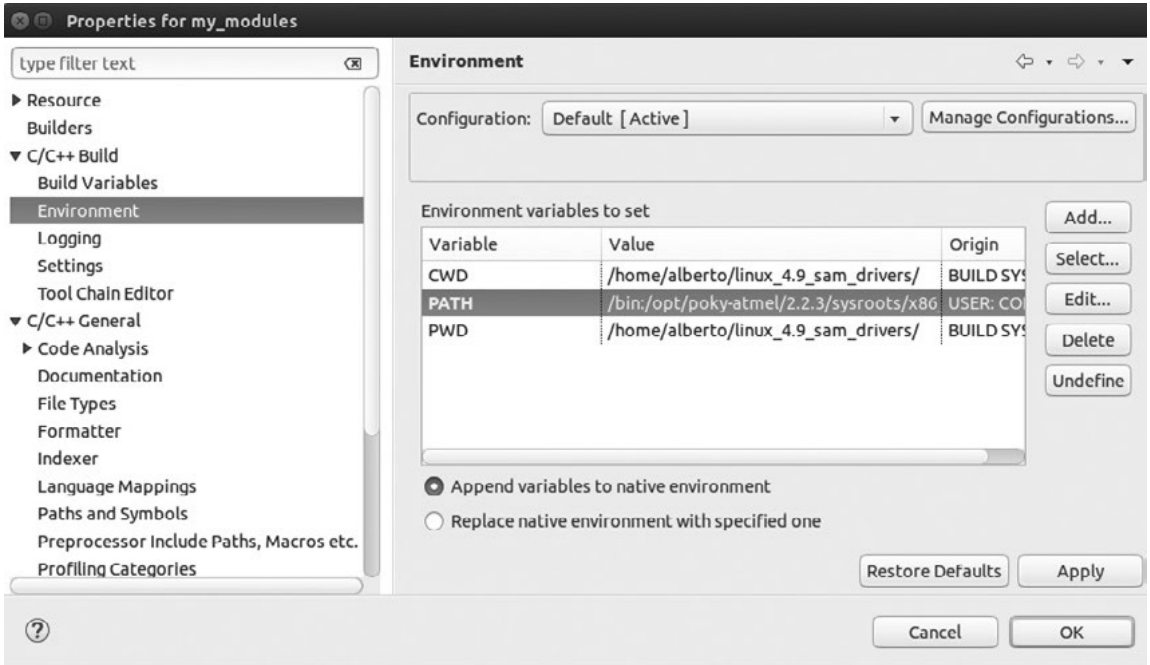 Properties for my_modules
type filter text
Resource
Builders
C/C++ Build
Build Variables
Environment
Logging
Settings
Tool Chain Editor
C/C++ General
Code Analysis
Documentation
File Types
Formatter
Indexer
Language Mappings
Paths and Symbols
Preprocessor Include Paths, Macros etc.
Profiling Categories
Environment
Configuration: Default [ Active ] Manage Configurations...
Environment variables to set
Variable Value Origin
CWD /home/alberto/linux_4.9_sam_drivers/ BUILD SYS
PATH /bin:/opt/poky-atmel/2.2.3/sysroots/x86 USER: CO
PWD /home/alberto/linux_4.9_sam_drivers/ BUILD SYS
Add...
Select...
Edit...
Delete
Undefine
Append variables to native environment
Replace native environment with specified one
Restore Defaults Apply
? Cancel OK